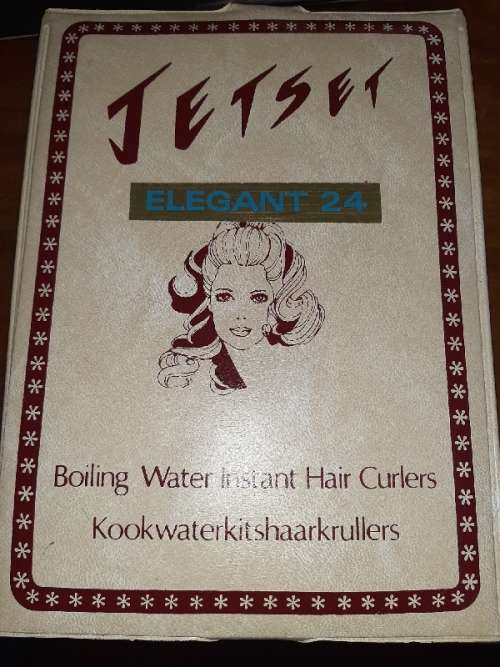 JETSET
ELEGANT 24
Boiling Water Instant Hair Curlers
Kookwaterkitshaarkrullers